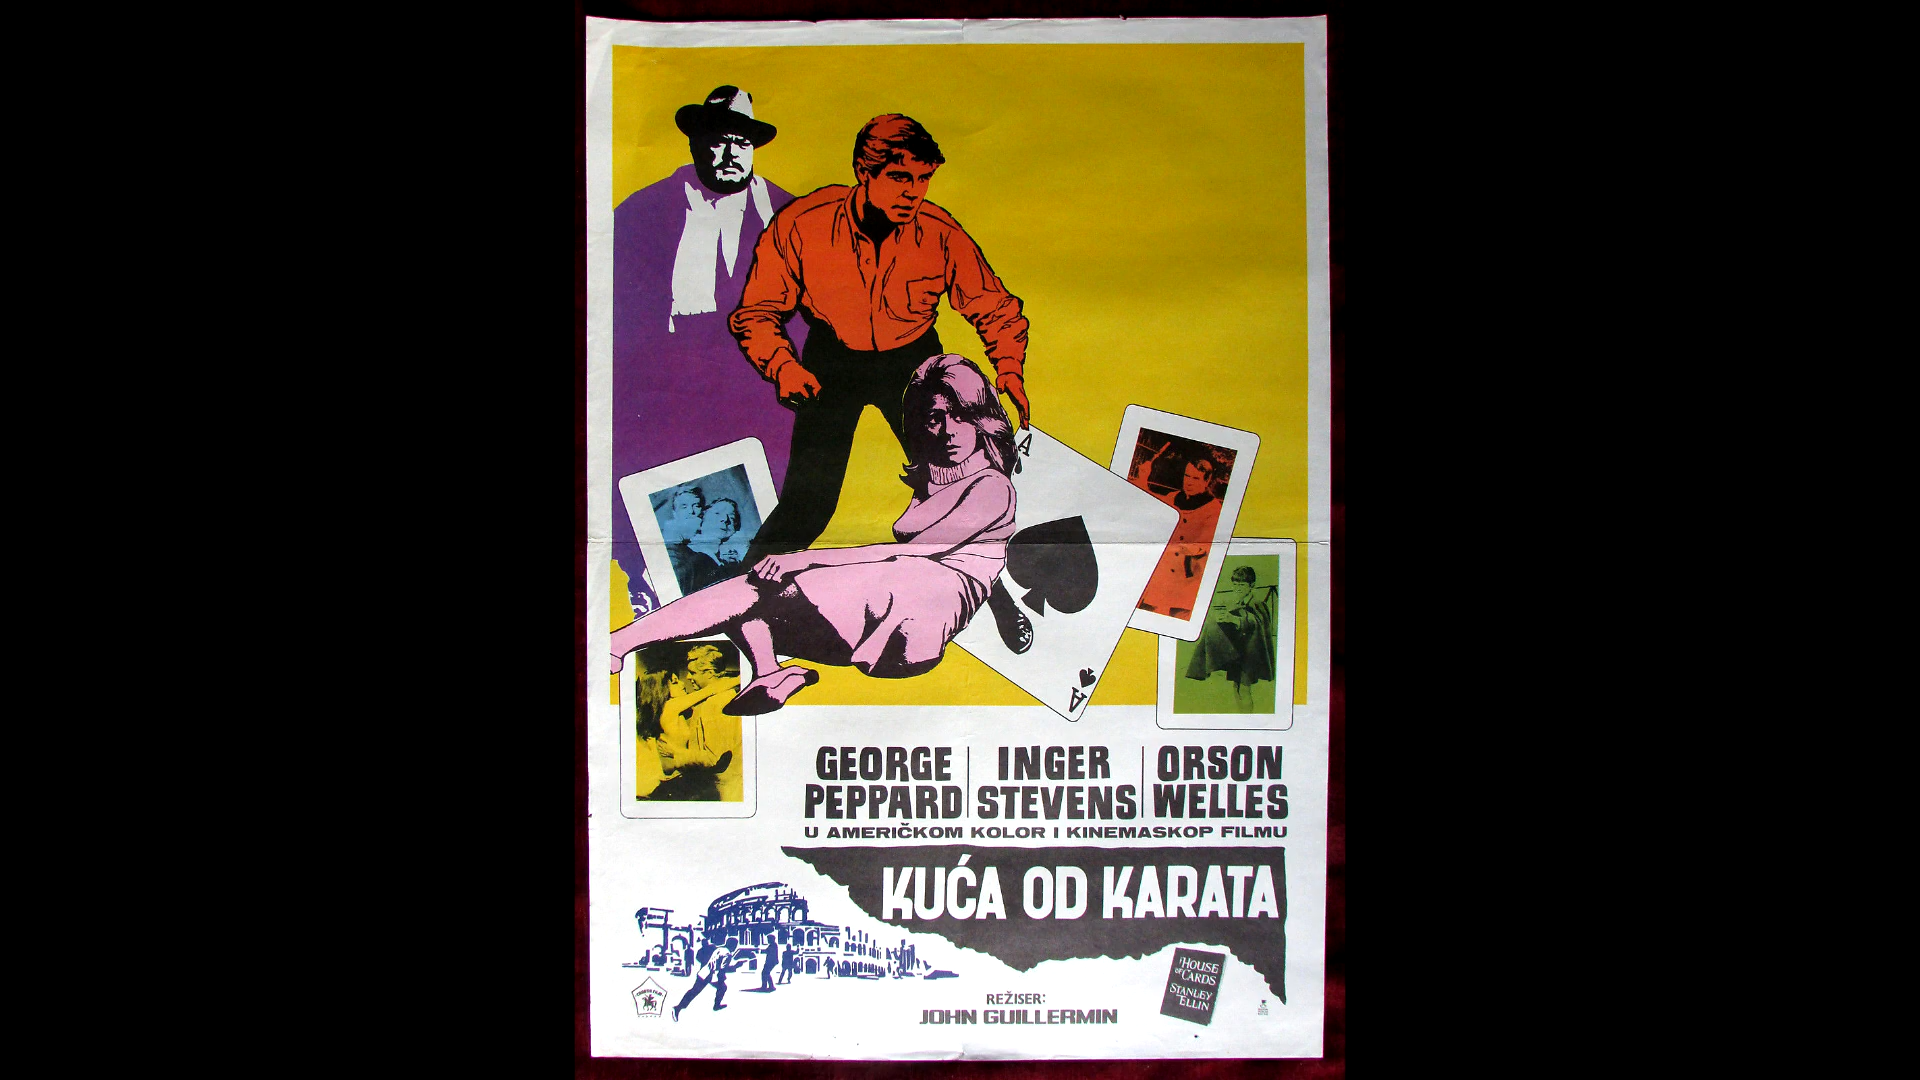 A
A
GEORGE PEPPARD
INGER STEVENS
ORSON WELLES
U AMERIČKOM KOLOR I KINEMASKOP FILMU
KUĆA OD KARATA
HOUSE
OF CARDS
STANLEY
ELLIN
REŽISER:
JOHN GUILLERMIN